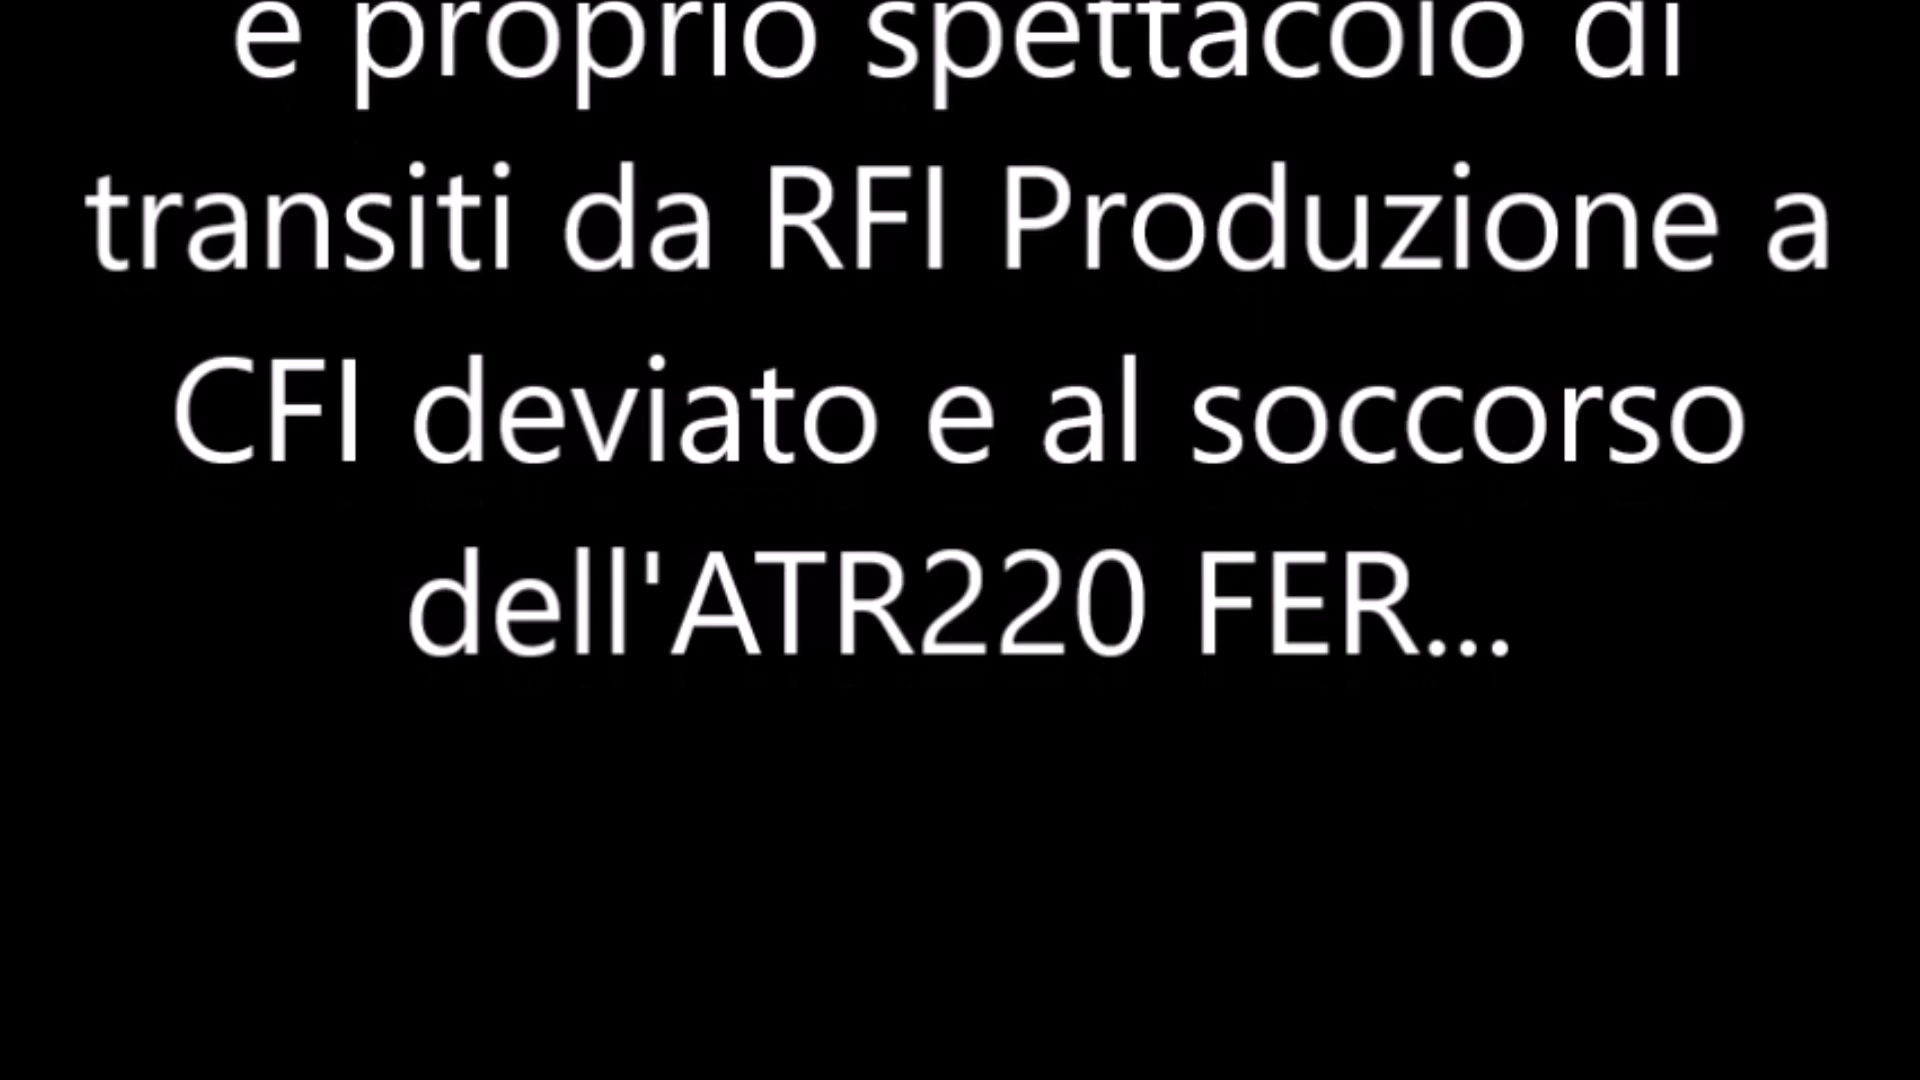 e proprio spettacolo di
transiti da RFI Produzione a
CFI deviato e al soccorso
dell'ATR220 FER...